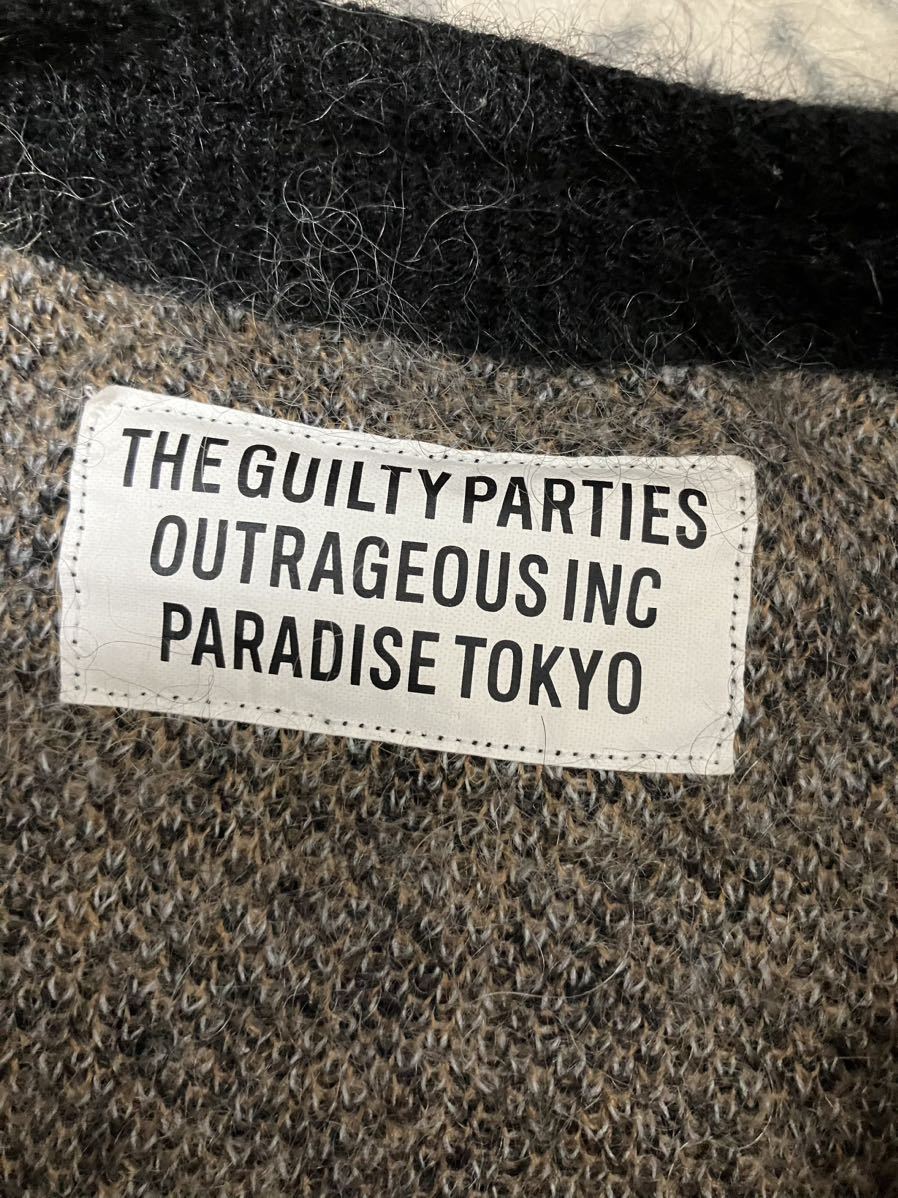 THE GUILTY PARTIES
OUTRAGEOUS INC
PARADISE TOKYO